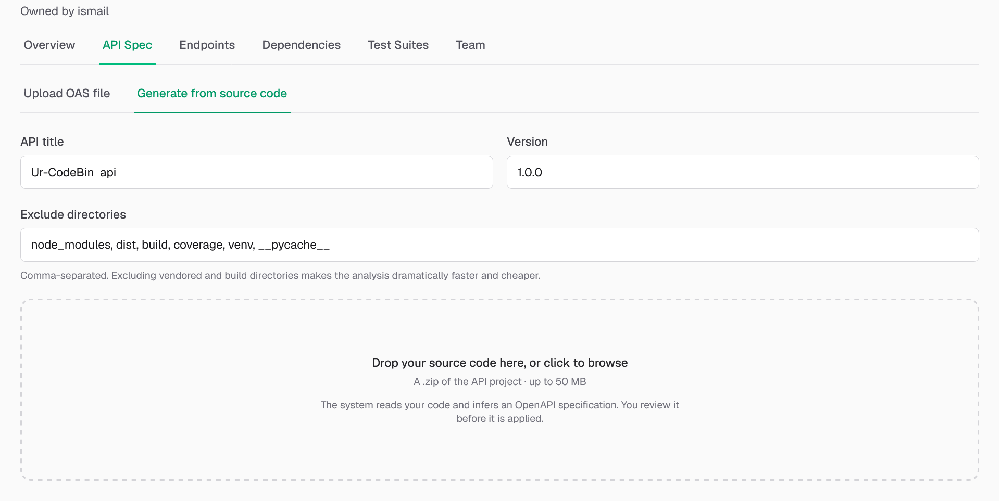 Owned by ismail
Overview API Spec Endpoints Dependencies Test Suites Team
Upload OAS file Generate from source code
API title Version
Ur-CodeBin  api 1.0.0
Exclude directories
node_modules, dist, build, coverage, venv, __pycache__
Comma-separated. Excluding vendored and build directories makes the analysis dramatically faster and cheaper.
Drop your source code here, or click to browse
A .zip of the API project · up to 50 MB
The system reads your code and infers an OpenAPI specification. You review it
before it is applied.